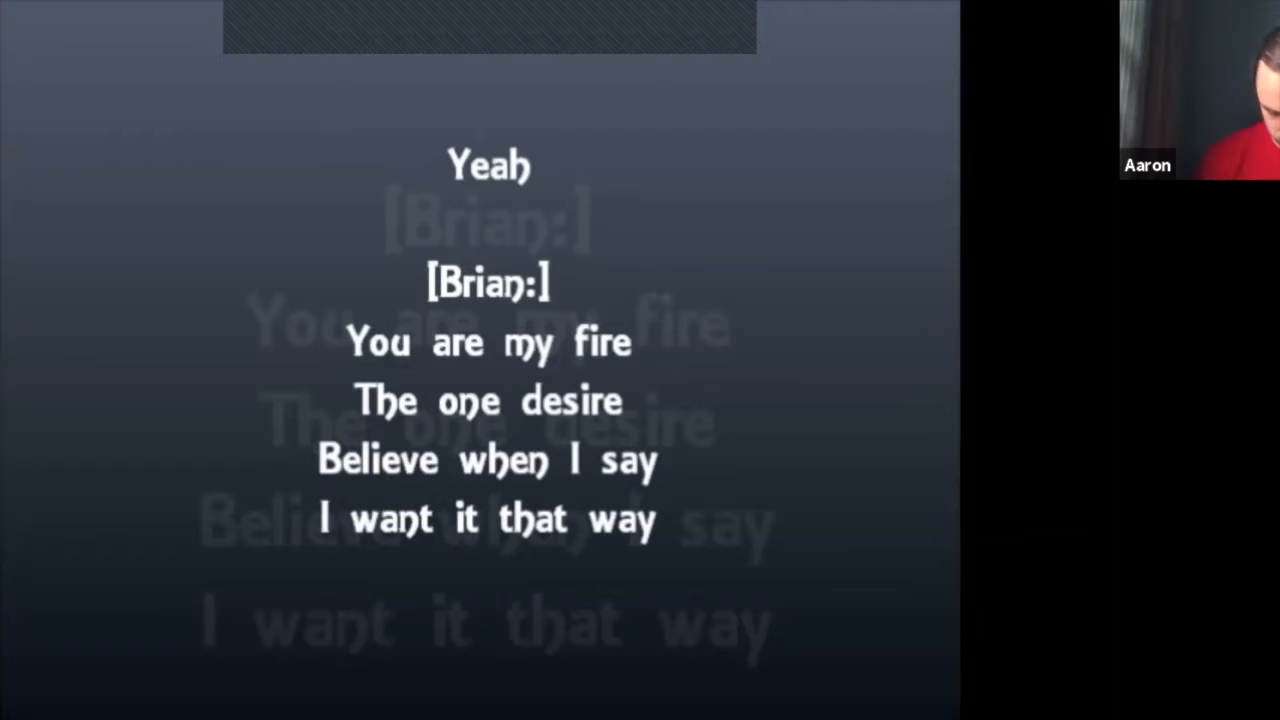 Yeah
[Brian:]
You are my fire
The one desire
Believe when I say
I want it that way
Aaron